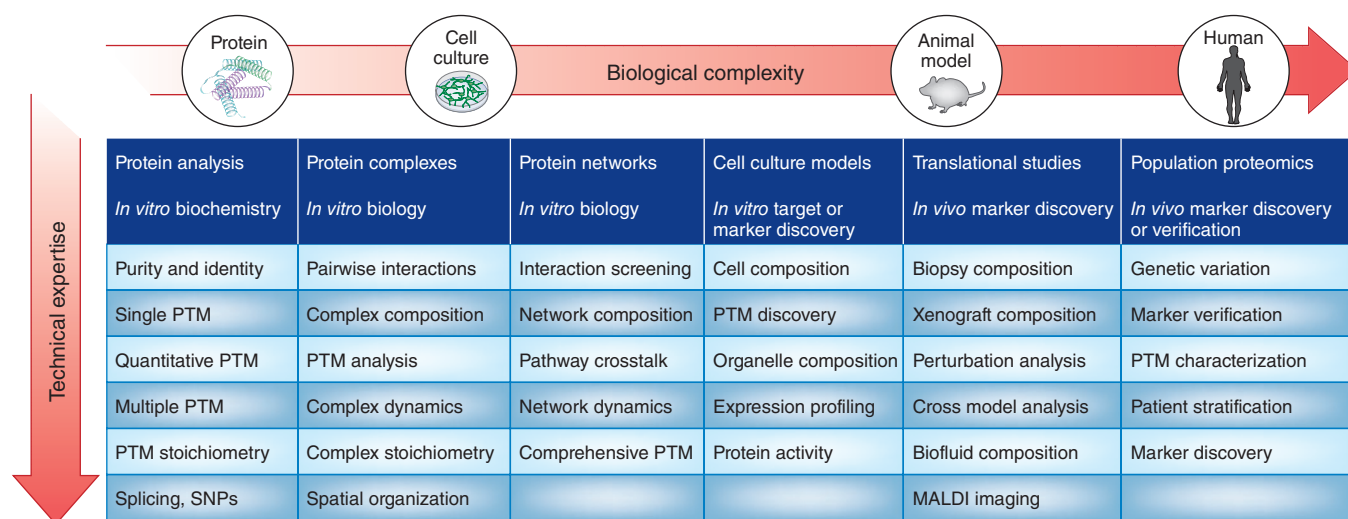 Protein
Cell
culture
Biological complexity
Animal
model
Human
Technical expertise
Protein analysis
In vitro biochemistry
Protein complexes
In vitro biology
Protein networks
In vitro biology
Cell culture models
In vitro target or
marker discovery
Translational studies
In vivo marker discovery
Population proteomics
In vivo marker discovery
or verification
Purity and identity
Pairwise interactions
Interaction screening
Cell composition
Biopsy composition
Genetic variation
Single PTM
Complex composition
Network composition
PTM discovery
Xenograft composition
Marker verification
Quantitative PTM
PTM analysis
Pathway crosstalk
Organelle composition
Perturbation analysis
PTM characterization
Multiple PTM
Complex dynamics
Network dynamics
Expression profiling
Cross model analysis
Patient stratification
PTM stoichiometry
Complex stoichiometry
Comprehensive PTM
Protein activity
Biofluid composition
Marker discovery
Splicing, SNPs
Spatial organization
MALDI imaging